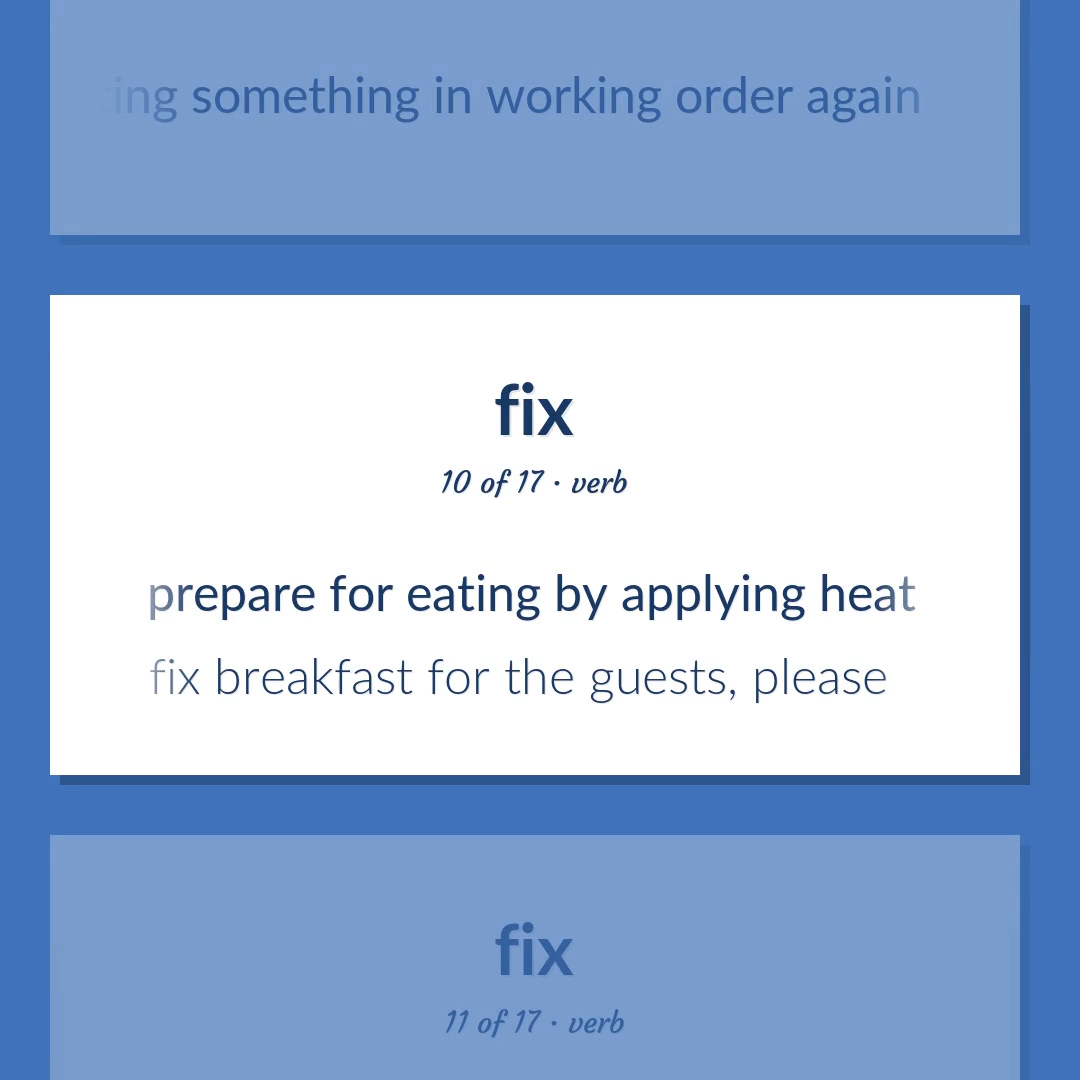 something in working order again
fix
10 of 17 · verb
prepare for eating by applying heat
fix breakfast for the guests, please
fix
11 of 17 · verb